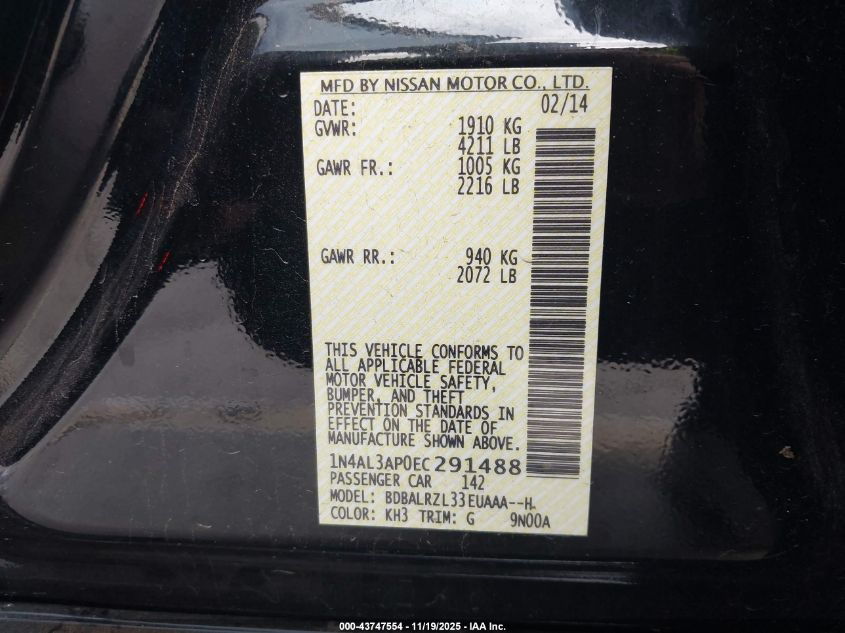 MFD BY NISSAN MOTOR CO., LTD.
DATE: 02/14
GVWR: 1910 KG
4211 LB
GAWR FR.: 1005 KG
2216 LB
GAWR RR.: 940 KG
2072 LB
THIS VEHICLE CONFORMS TO
ALL APPLICABLE FEDERAL
MOTOR VEHICLE SAFETY,
BUMPER, AND THEFT
PREVENTION STANDARDS IN
EFFECT ON THE DATE OF
MANUFACTURE SHOWN ABOVE.
1N4AL3AP0EC291488
PASSENGER CAR 142
MODEL: BDBALRZL33EUAAA--H
COLOR: KH3 TRIM: G 9N00A
000-43747554 - 11/19/2025 - IAA Inc.